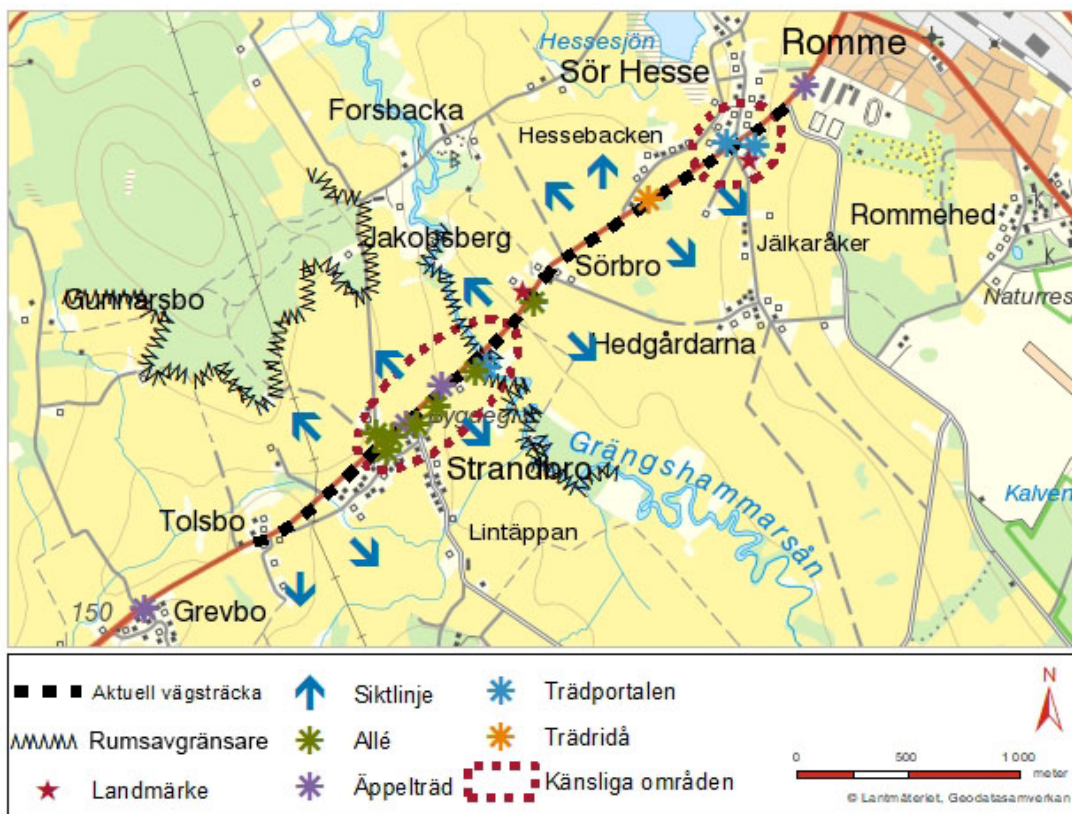 Romme
Hessesjön
Sör Hesse
Forsbacka
Hessebacken
Rommehed
Jakobsberg
Jälkaråker
Sörbro
Gunnarsbo
Naturres
Hedgårdarna
Grängshammarsån
Strandbro
Kalven
Tolsbo
Lintäppan
150
Grevbo
K
K
Aktuell vägsträcka
Siktlinje
Trädportalen
N
Rumsavgränsare
Allé
Trädridå
0 500 1 000
meter
Landmärke
Äppelträd
Känsliga områden
© Lantmäteriet, Geodatasamverkan